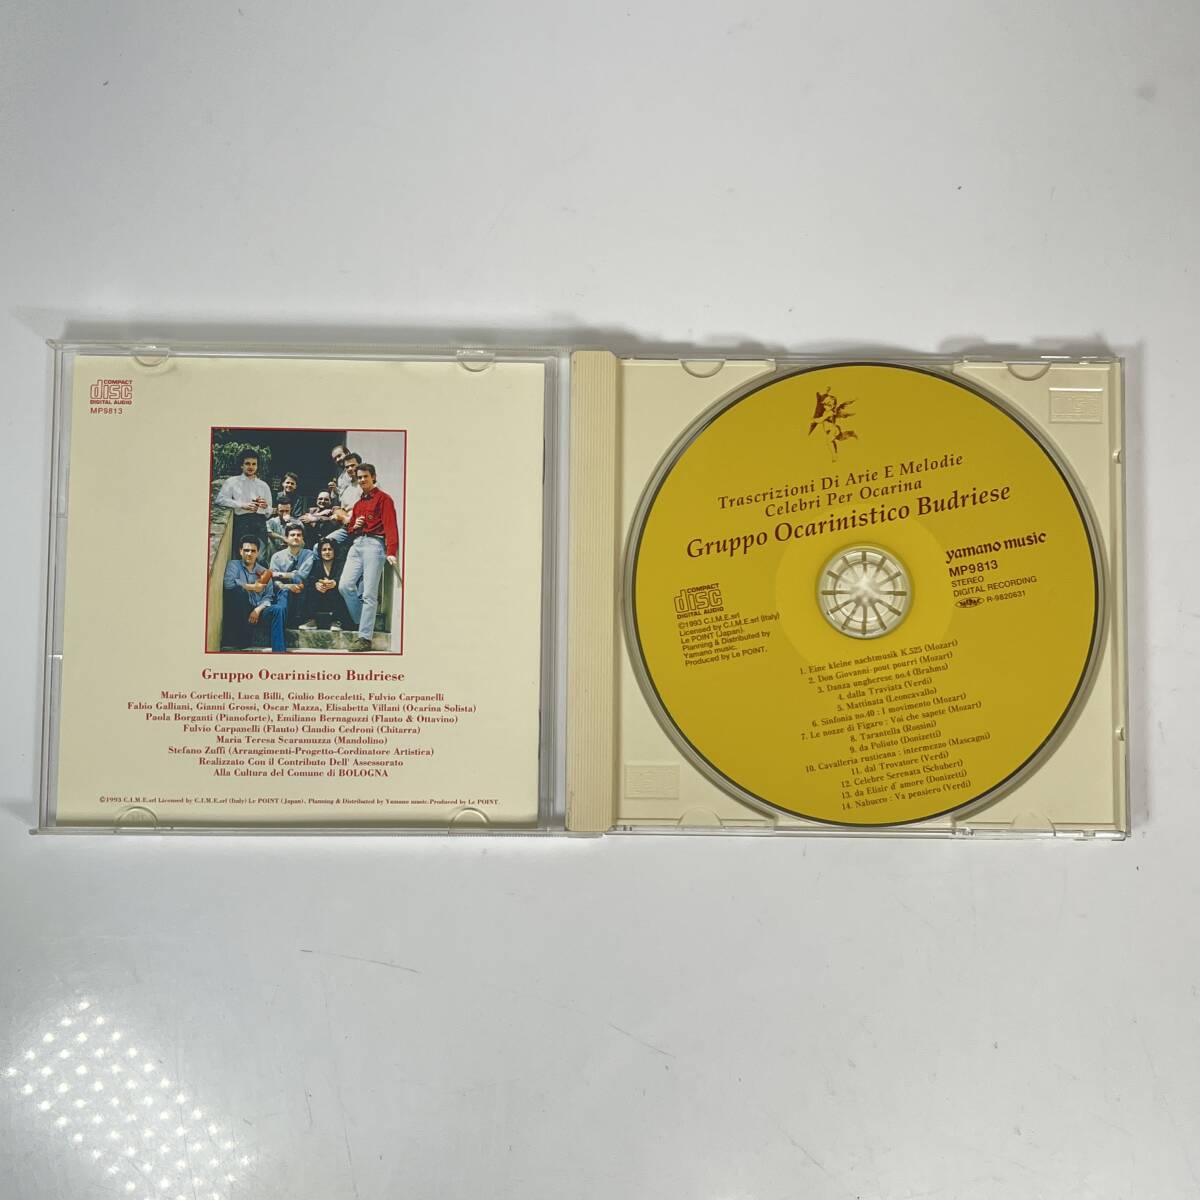 COMPACT
disc
DIGITAL AUDIO
MP9813
Gruppo Ocarinistico Budriese
Mario Corticelli, Luca Billi, Giulio Boccaletti, Fulvio Carpanelli
Fabio Galliani, Gianni Grossi, Oscar Mazza, Elisabetta Villani (Ocarina Solista)
Paola Borganti (Pianoforte), Emiliano Bernagozzi (Flauto & Ottavino)
Fulvio Carpanelli (Flauto) Claudio Cedroni (Chitarra)
Maria Teresa Scaramuzza (Mandolino)
Stefano Zuffi (Arrangimenti-Progetto-Cordinatore Artistica)
Realizzato Con il Contributo Dell' Assessorato
Alla Cultura del Comune di BOLOGNA
©1993 C.I.M.E.srl Licensed by C.I.M.E.srl (Italy) Le POINT (Japan). Planning & Distributed by Yamano music. Produced by Le POINT.
Trascrizioni Di Arie E Melodie
Celebri Per Ocarina
Gruppo Ocarinistico Budriese
yamano music
MP9813
STEREO
DIGITAL RECORDING
R-9820631
COMPACT
disc
DIGITAL AUDIO
©1993 C.I.M.E.srl
Licensed by C.I.M.E.srl (Italy)
Le POINT (Japan).
Planning & Distributed by
Yamano music.
Produced by Le POINT.
1. Eine kleine nachtmusik K.525 (Mozart)
2. Don Giovanni-pout pourri (Mozart)
3. Danza ungherese no.4 (Brahms)
4. dalla Traviata (Verdi)
5. Mattinata (Leoncavallo)
6. Sinfonia no.40 : I movimento (Mozart)
7. Le nozze di Figaro : Voi che sapete (Mozart)
8. Tarantella (Rossini)
9. da Poliuto (Donizetti)
10. Cavalleria rusticana : intermezzo (Mascagni)
11. dal Trovatore (Verdi)
12. Celebre Serenata (Schubert)
13. da Elisir d' amore (Donizetti)
14. Nabucco : Va pensiero (Verdi)